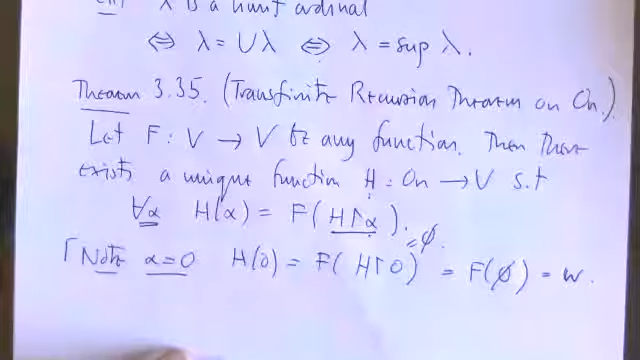 λ is a limit ordinal
⟺ λ = ∪λ ⟺ λ = sup λ.
Theorem 3.35. (Transfinite Recursion Theorem on On.)
Let F : V → V be any function. Then there
exists a unique function H : On → V s.t
∀α H(α) = F(H↾α).
⌈Note α=0 H(0) = F(H↾0) = F(∅) = w.
=∅.